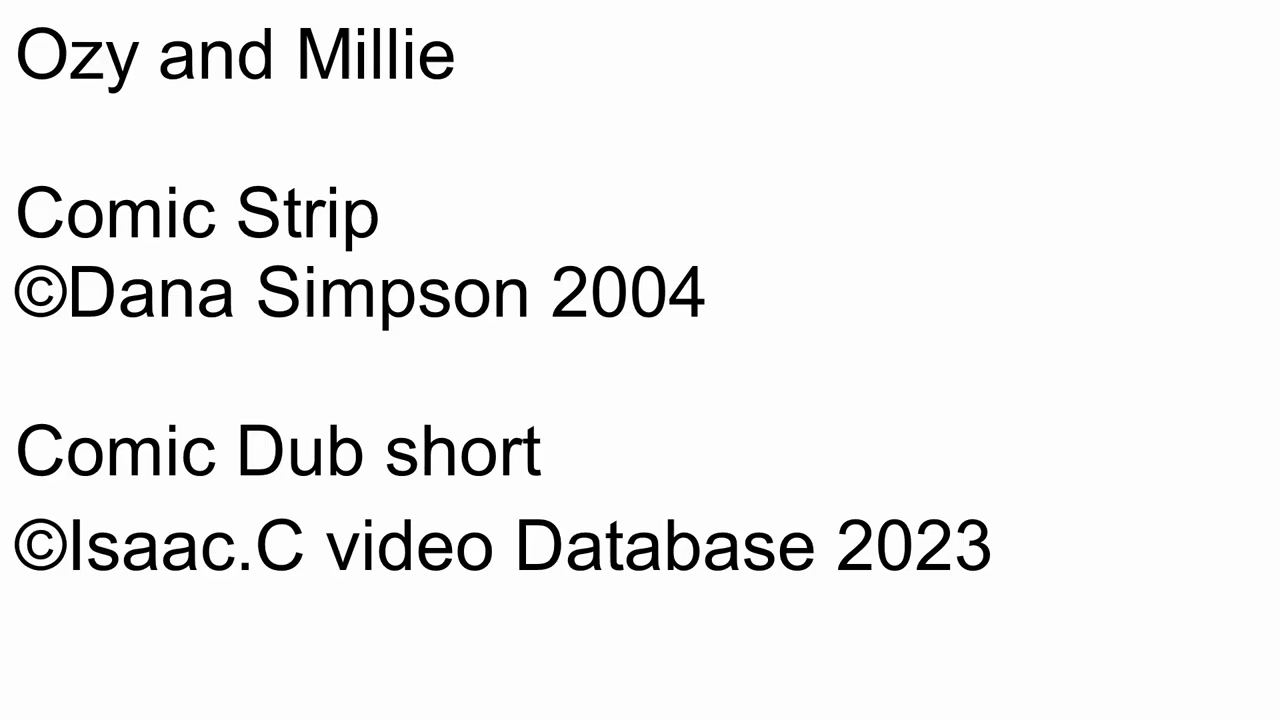 Ozy and Millie
Comic Strip
©Dana Simpson 2004
Comic Dub short
©Isaac.C video Database 2023